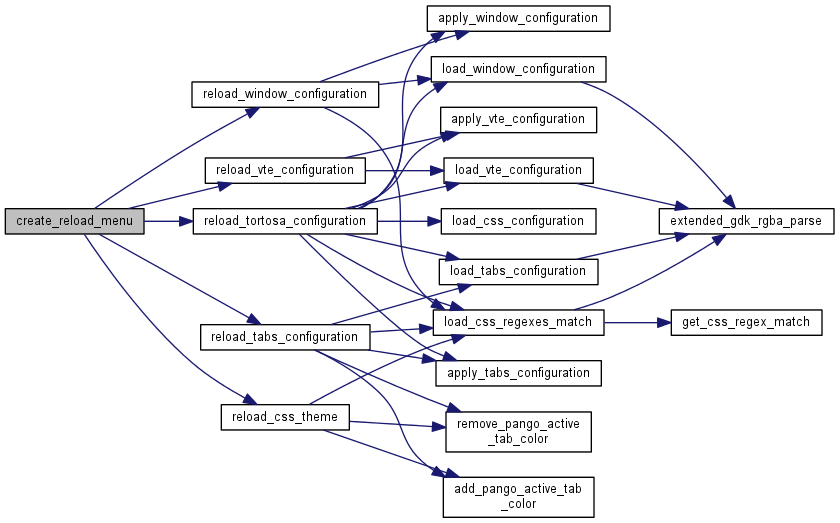 create_reload_menu
reload_window_configuration
reload_vte_configuration
reload_tortosa_configuration
reload_tabs_configuration
reload_css_theme
apply_window_configuration
load_window_configuration
apply_vte_configuration
load_vte_configuration
load_css_configuration
load_tabs_configuration
load_css_regexes_match
apply_tabs_configuration
remove_pango_active
_tab_color
add_pango_active_tab
_color
extended_gdk_rgba_parse
get_css_regex_match